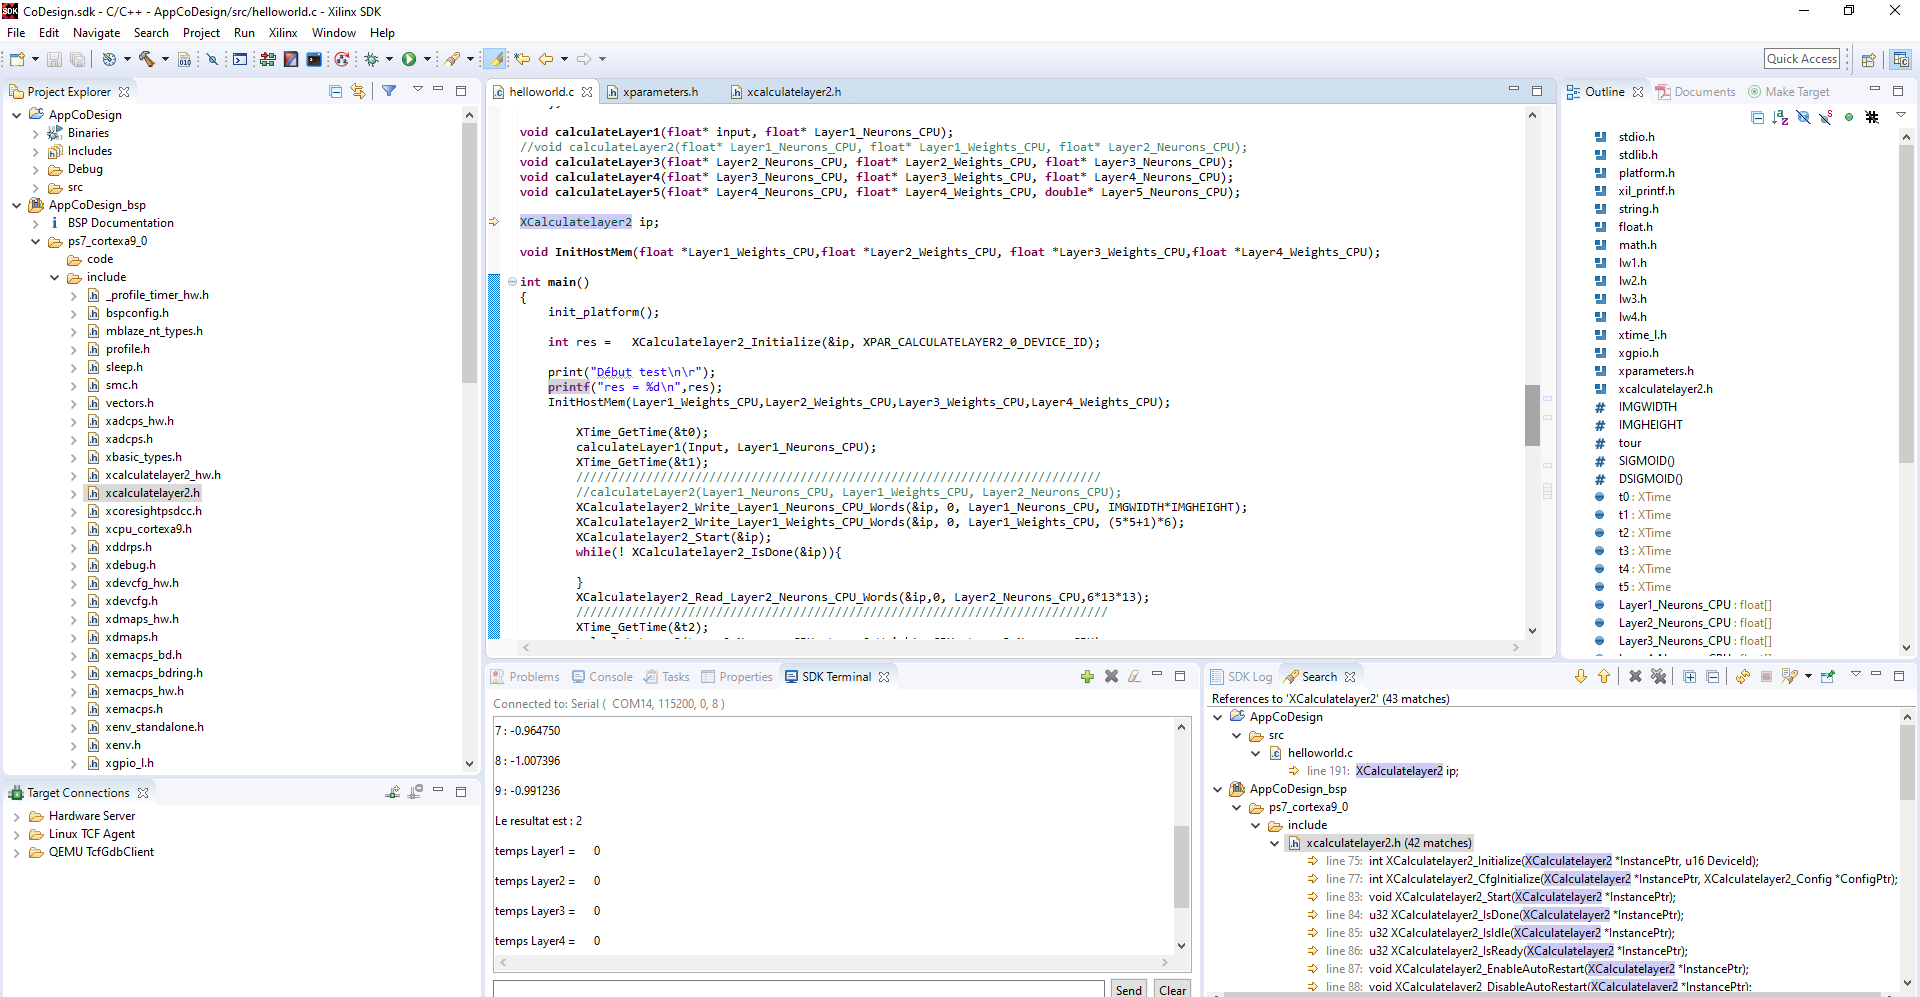 CoDesign.sdk - C/C++ - AppCoDesign/src/helloworld.c - Xilinx SDK
File Edit Navigate Search Project Run Xilinx Window Help
Quick Access
Project Explorer
AppCoDesign
Binaries
Includes
Debug
src
AppCoDesign_bsp
BSP Documentation
ps7_cortexa9_0
code
include
_profile_timer_hw.h
bspconfig.h
mblaze_nt_types.h
profile.h
sleep.h
smc.h
vectors.h
xadcps_hw.h
xadcps.h
xbasic_types.h
xcalculatelayer2_hw.h
xcalculatelayer2.h
xcoresightpsdcc.h
xcpu_cortexa9.h
xddrps.h
xdebug.h
xdevcfg_hw.h
xdevcfg.h
xdmaps_hw.h
xdmaps.h
xemacps_bd.h
xemacps_bdring.h
xemacps_hw.h
xemacps.h
xenv_standalone.h
xenv.h
xgpio_l.h
Target Connections
Hardware Server
Linux TCF Agent
QEMU TcfGdbClient
helloworld.c xparameters.h xcalculatelayer2.h
void calculateLayer1(float* input, float* Layer1_Neurons_CPU);
//void calculateLayer2(float* Layer1_Neurons_CPU, float* Layer1_Weights_CPU, float* Layer2_Neurons_CPU);
void calculateLayer3(float* Layer2_Neurons_CPU, float* Layer2_Weights_CPU, float* Layer3_Neurons_CPU);
void calculateLayer4(float* Layer3_Neurons_CPU, float* Layer3_Weights_CPU, float* Layer4_Neurons_CPU);
void calculateLayer5(float* Layer4_Neurons_CPU, float* Layer4_Weights_CPU, double* Layer5_Neurons_CPU);
XCalculatelayer2 ip;
void InitHostMem(float *Layer1_Weights_CPU,float *Layer2_Weights_CPU, float *Layer3_Weights_CPU,float *Layer4_Weights_CPU);
int main()
{
init_platform();
int res = XCalculatelayer2_Initialize(&ip, XPAR_CALCULATELAYER2_0_DEVICE_ID);
print("Début test\n\r");
printf("res = %d\n",res);
InitHostMem(Layer1_Weights_CPU,Layer2_Weights_CPU,Layer3_Weights_CPU,Layer4_Weights_CPU);
XTime_GetTime(&t0);
calculateLayer1(Input, Layer1_Neurons_CPU);
XTime_GetTime(&t1);
///////////////////////////////////////////////////////////////////////////
//calculateLayer2(Layer1_Neurons_CPU, Layer1_Weights_CPU, Layer2_Neurons_CPU);
XCalculatelayer2_Write_Layer1_Neurons_CPU_Words(&ip, 0, Layer1_Neurons_CPU, IMGWIDTH*IMGHEIGHT);
XCalculatelayer2_Write_Layer1_Weights_CPU_Words(&ip, 0, Layer1_Weights_CPU, (5*5+1)*6);
XCalculatelayer2_Start(&ip);
while(! XCalculatelayer2_IsDone(&ip)){
}
XCalculatelayer2_Read_Layer2_Neurons_CPU_Words(&ip,0, Layer2_Neurons_CPU,6*13*13);
////////////////////////////////////////////////////////////////////////////
XTime_GetTime(&t2);
Outline Documents Make Target
stdio.h
stdlib.h
platform.h
xil_printf.h
string.h
float.h
math.h
lw1.h
lw2.h
lw3.h
lw4.h
xtime_l.h
xgpio.h
xparameters.h
xcalculatelayer2.h
IMGWIDTH
IMGHEIGHT
tour
SIGMOID()
DSIGMOID()
t0 : XTime
t1 : XTime
t2 : XTime
t3 : XTime
t4 : XTime
t5 : XTime
Layer1_Neurons_CPU : float[]
Layer2_Neurons_CPU : float[]
Layer3_Neurons_CPU : float[]
Problems Console Tasks Properties SDK Terminal
Connected to: Serial ( COM14, 115200, 0, 8 )
7 : -0.964750
8 : -1.007396
9 : -0.991236
Le resultat est : 2
temps Layer1 = 0
temps Layer2 = 0
temps Layer3 = 0
temps Layer4 = 0
Send Clear
SDK Log Search
References to 'XCalculatelayer2' (43 matches)
AppCoDesign
src
helloworld.c
line 191: XCalculatelayer2 ip;
AppCoDesign_bsp
ps7_cortexa9_0
include
xcalculatelayer2.h (42 matches)
line 75: int XCalculatelayer2_Initialize(XCalculatelayer2 *InstancePtr, u16 DeviceId);
line 77: int XCalculatelayer2_CfgInitialize(XCalculatelayer2 *InstancePtr, XCalculatelayer2_Config *ConfigPtr);
line 83: void XCalculatelayer2_Start(XCalculatelayer2 *InstancePtr);
line 84: u32 XCalculatelayer2_IsDone(XCalculatelayer2 *InstancePtr);
line 85: u32 XCalculatelayer2_IsIdle(XCalculatelayer2 *InstancePtr);
line 86: u32 XCalculatelayer2_IsReady(XCalculatelayer2 *InstancePtr);
line 87: void XCalculatelayer2_EnableAutoRestart(XCalculatelayer2 *InstancePtr);
line 88: void XCalculatelayer2_DisableAutoRestart(XCalculatelayer2 *InstancePtr);